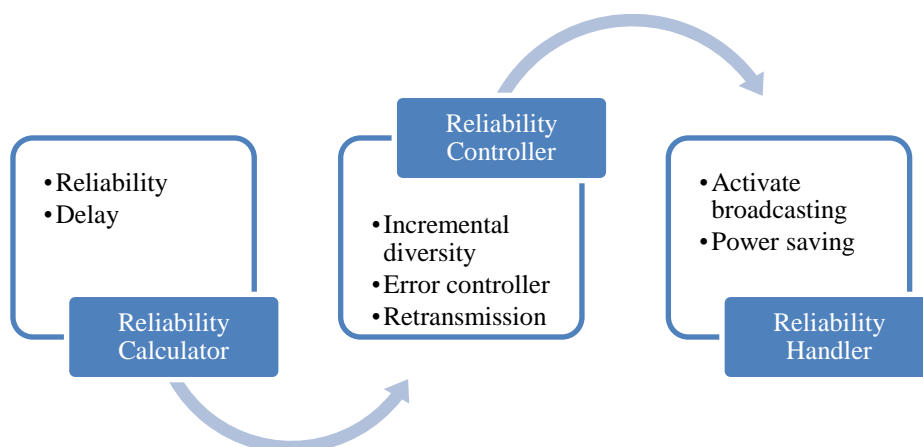 •Reliability
•Delay
Reliability
Calculator
Reliability
Controller
•Incremental
diversity
•Error controller
•Retransmission
•Activate
broadcasting
•Power saving
Reliability
Handler